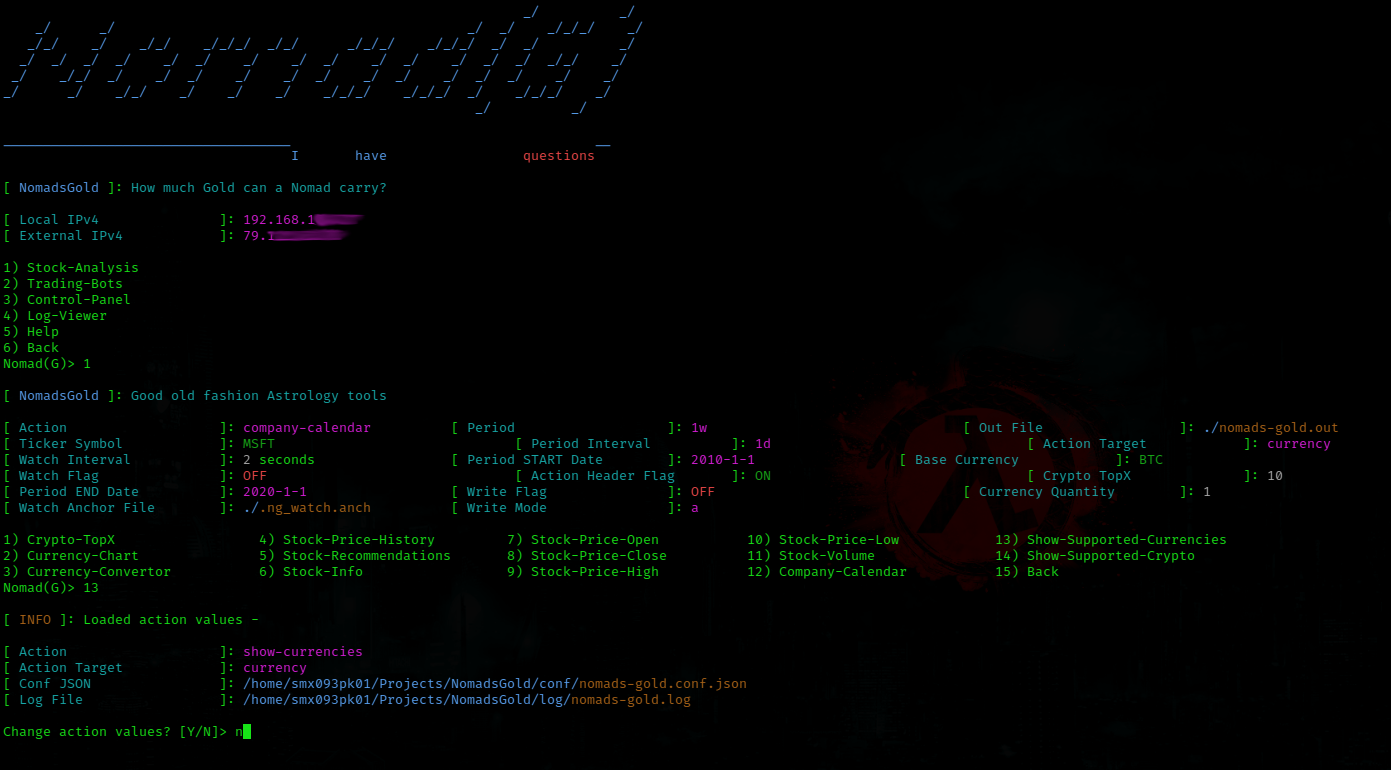 Nomad(G)
I have questions
[ NomadsGold ]: How much Gold can a Nomad carry?
[ Local IPv4 ]: 192.168.1
[ External IPv4 ]: 79.1
1) Stock-Analysis
2) Trading-Bots
3) Control-Panel
4) Log-Viewer
5) Help
6) Back
Nomad(G)> 1
[ NomadsGold ]: Good old fashion Astrology tools
[ Action ]: company-calendar [ Period ]: 1w [ Out File ]: ./nomads-gold.out
[ Ticker Symbol ]: MSFT [ Period Interval ]: 1d [ Action Target ]: currency
[ Watch Interval ]: 2 seconds [ Period START Date ]: 2010-1-1 [ Base Currency ]: BTC
[ Watch Flag ]: OFF [ Action Header Flag ]: ON [ Crypto TopX ]: 10
[ Period END Date ]: 2020-1-1 [ Write Flag ]: OFF [ Currency Quantity ]: 1
[ Watch Anchor File ]: ./.ng_watch.anch [ Write Mode ]: a
1) Crypto-TopX 4) Stock-Price-History 7) Stock-Price-Open 10) Stock-Price-Low 13) Show-Supported-Currencies
2) Currency-Chart 5) Stock-Recommendations 8) Stock-Price-Close 11) Stock-Volume 14) Show-Supported-Crypto
3) Currency-Convertor 6) Stock-Info 9) Stock-Price-High 12) Company-Calendar 15) Back
Nomad(G)> 13
[ INFO ]: Loaded action values -
[ Action ]: show-currencies
[ Action Target ]: currency
[ Conf JSON ]: /home/smx093pk01/Projects/NomadsGold/conf/nomads-gold.conf.json
[ Log File ]: /home/smx093pk01/Projects/NomadsGold/log/nomads-gold.log
Change action values? [Y/N]> n